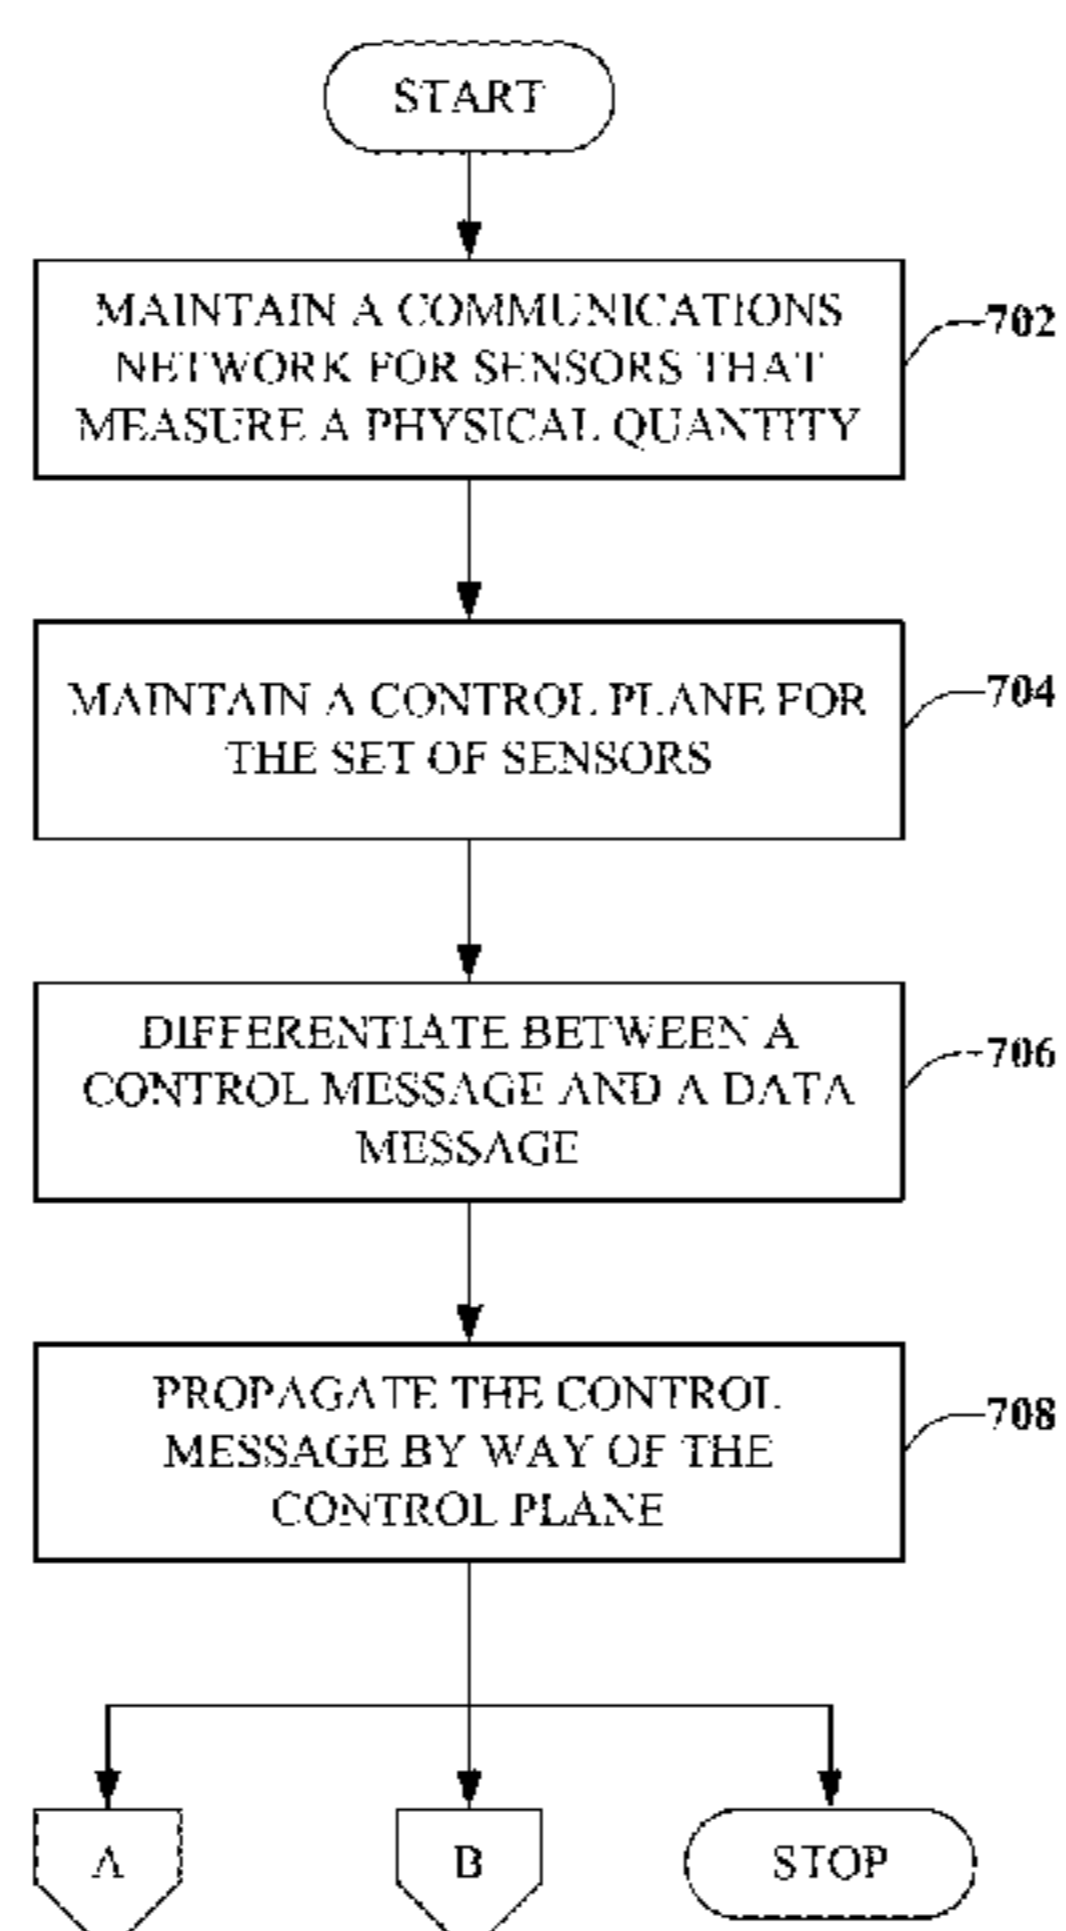 START
MAINTAIN A COMMUNICATIONS
NETWORK FOR SENSORS THAT
MEASURE A PHYSICAL QUANTITY
702
MAINTAIN A CONTROL PLANE FOR
THE SET OF SENSORS
704
DIFFERENTIATE BETWEEN A
CONTROL MESSAGE AND A DATA
MESSAGE
706
PROPAGATE THE CONTROL
MESSAGE BY WAY OF THE
CONTROL PLANE
708
A
B
STOP